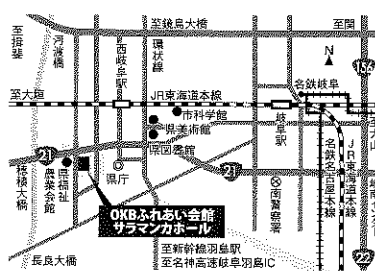 至鏡島大橋
至関
至揖斐
河渡橋
西岐阜駅
環状線
N
名鉄岐阜
156
至大垣
JR東海道本線
市科学館
県美術館
県図書館
岐阜駅
至犬山
21
穂積大橋
農業会館
県福祉
県庁
21
南警察署
名鉄名古屋本線
JR東海道本線
OKBふれあい会館
サラマンカホール
長良大橋
至新幹線羽島駅
至名神高速岐阜羽島IC
22